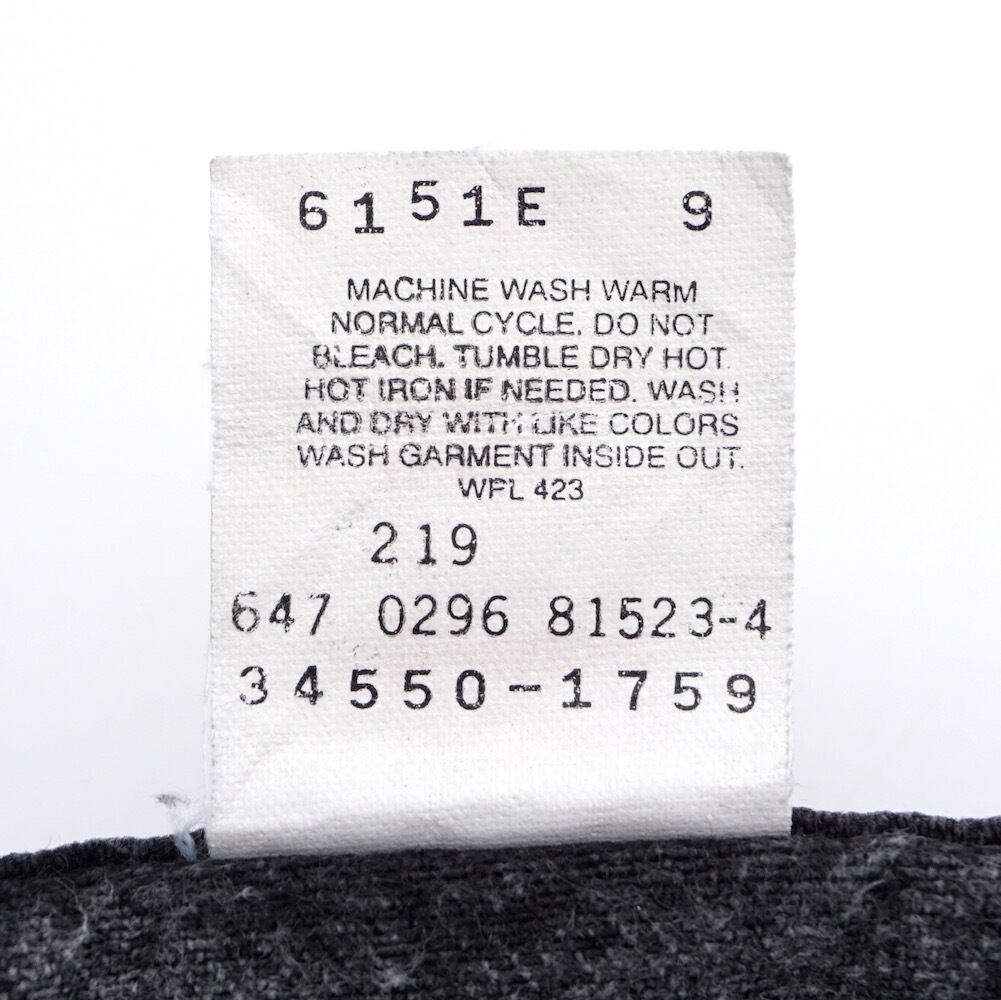 6151E 9
MACHINE WASH WARM
NORMAL CYCLE. DO NOT
BLEACH. TUMBLE DRY HOT.
HOT IRON IF NEEDED. WASH
AND DRY WITH LIKE COLORS
WASH GARMENT INSIDE OUT.
WPL 423
219
647 0296 81523-4
34550-1759